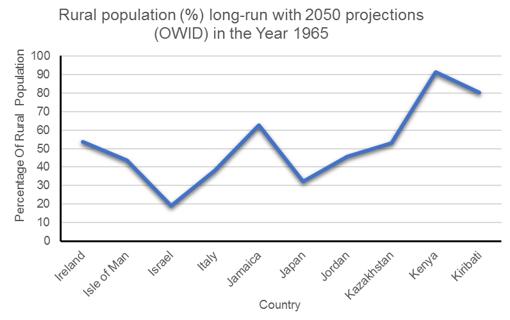 Rural population (%) long-run with 2050 projections
(OWID) in the Year 1965
Percentage Of Rural Population
100
90
80
70
60
50
40
30
20
10
0
Ireland
Isle of Man
Israel
Italy
Jamaica
Japan
Jordan
Kazakhstan
Kenya
Kiribati
Country